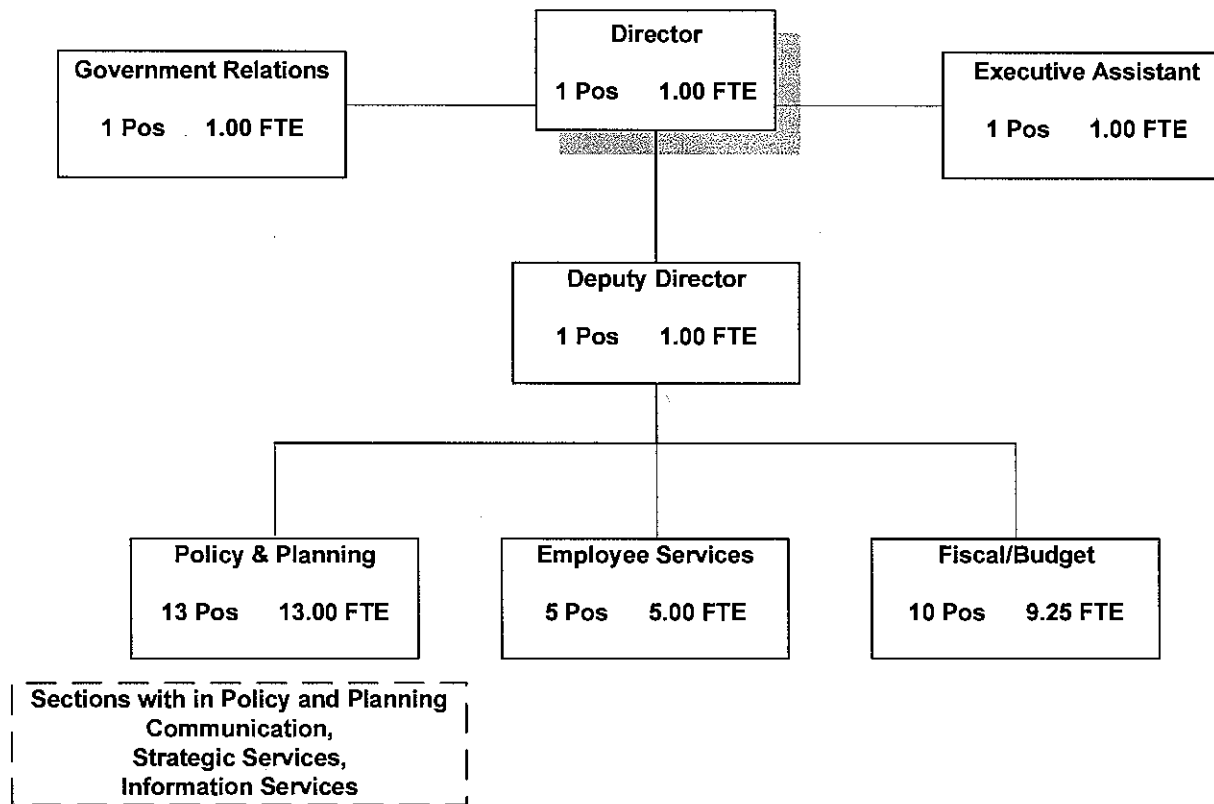 Director
1 Pos 1.00 FTE
Government Relations
1 Pos 1.00 FTE
Executive Assistant
1 Pos 1.00 FTE
Deputy Director
1 Pos 1.00 FTE
Policy & Planning
13 Pos 13.00 FTE
Employee Services
5 Pos 5.00 FTE
Fiscal/Budget
10 Pos 9.25 FTE
Sections with in Policy and Planning
Communication,
Strategic Services,
Information Services